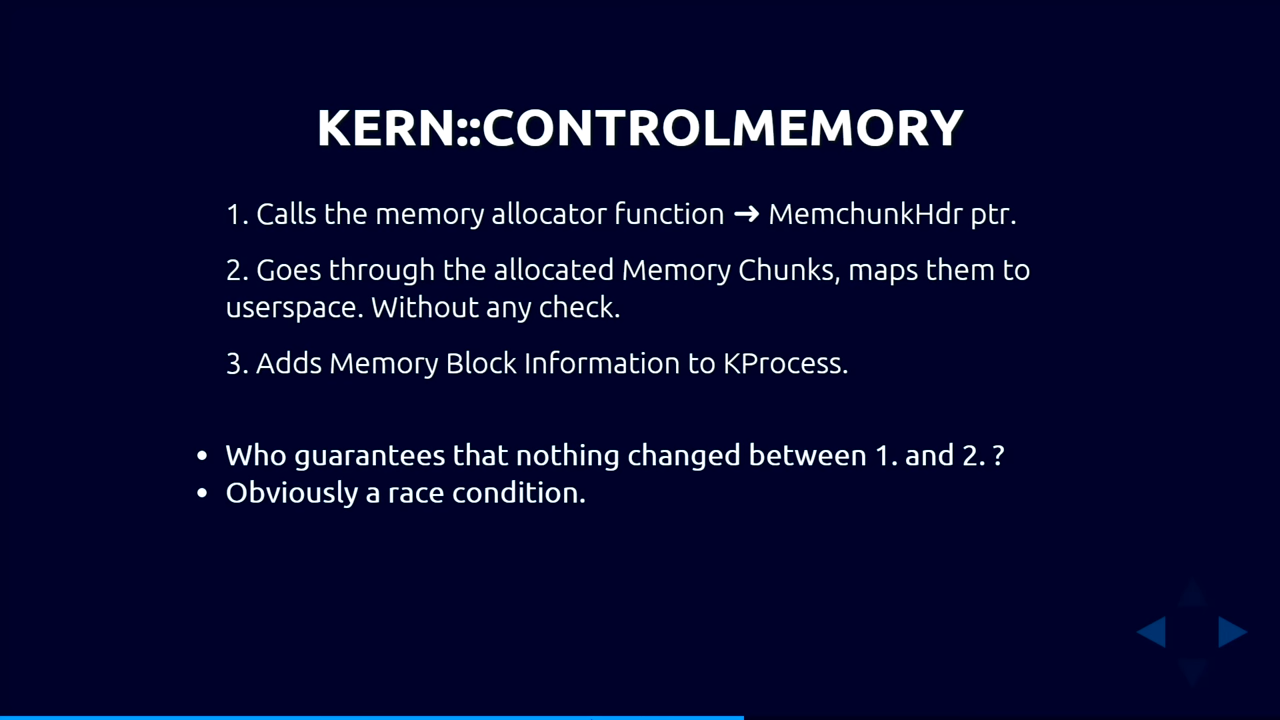 KERN::CONTROLMEMORY
1. Calls the memory allocator function ➜ MemchunkHdr ptr.
2. Goes through the allocated Memory Chunks, maps them to
userspace. Without any check.
3. Adds Memory Block Information to KProcess.
• Who guarantees that nothing changed between 1. and 2. ?
• Obviously a race condition.